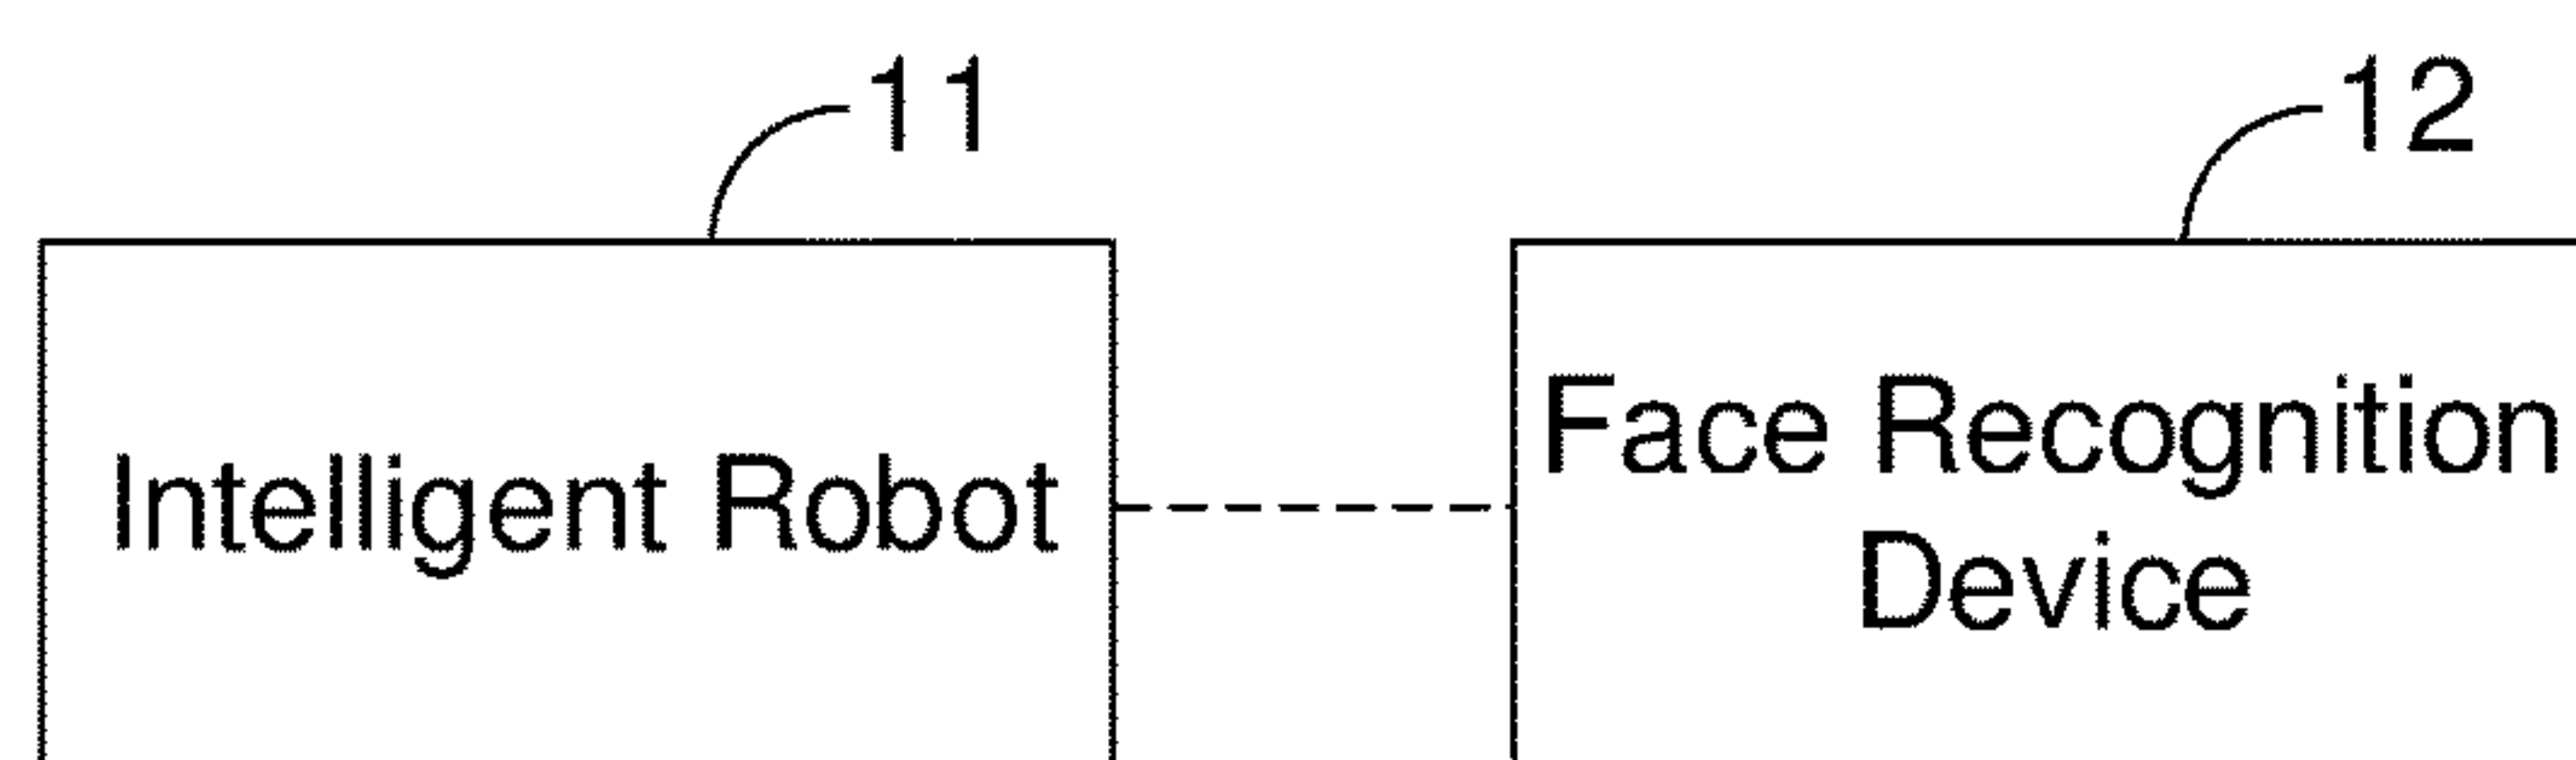 11
12
Intelligent Robot
Face Recognition
Device